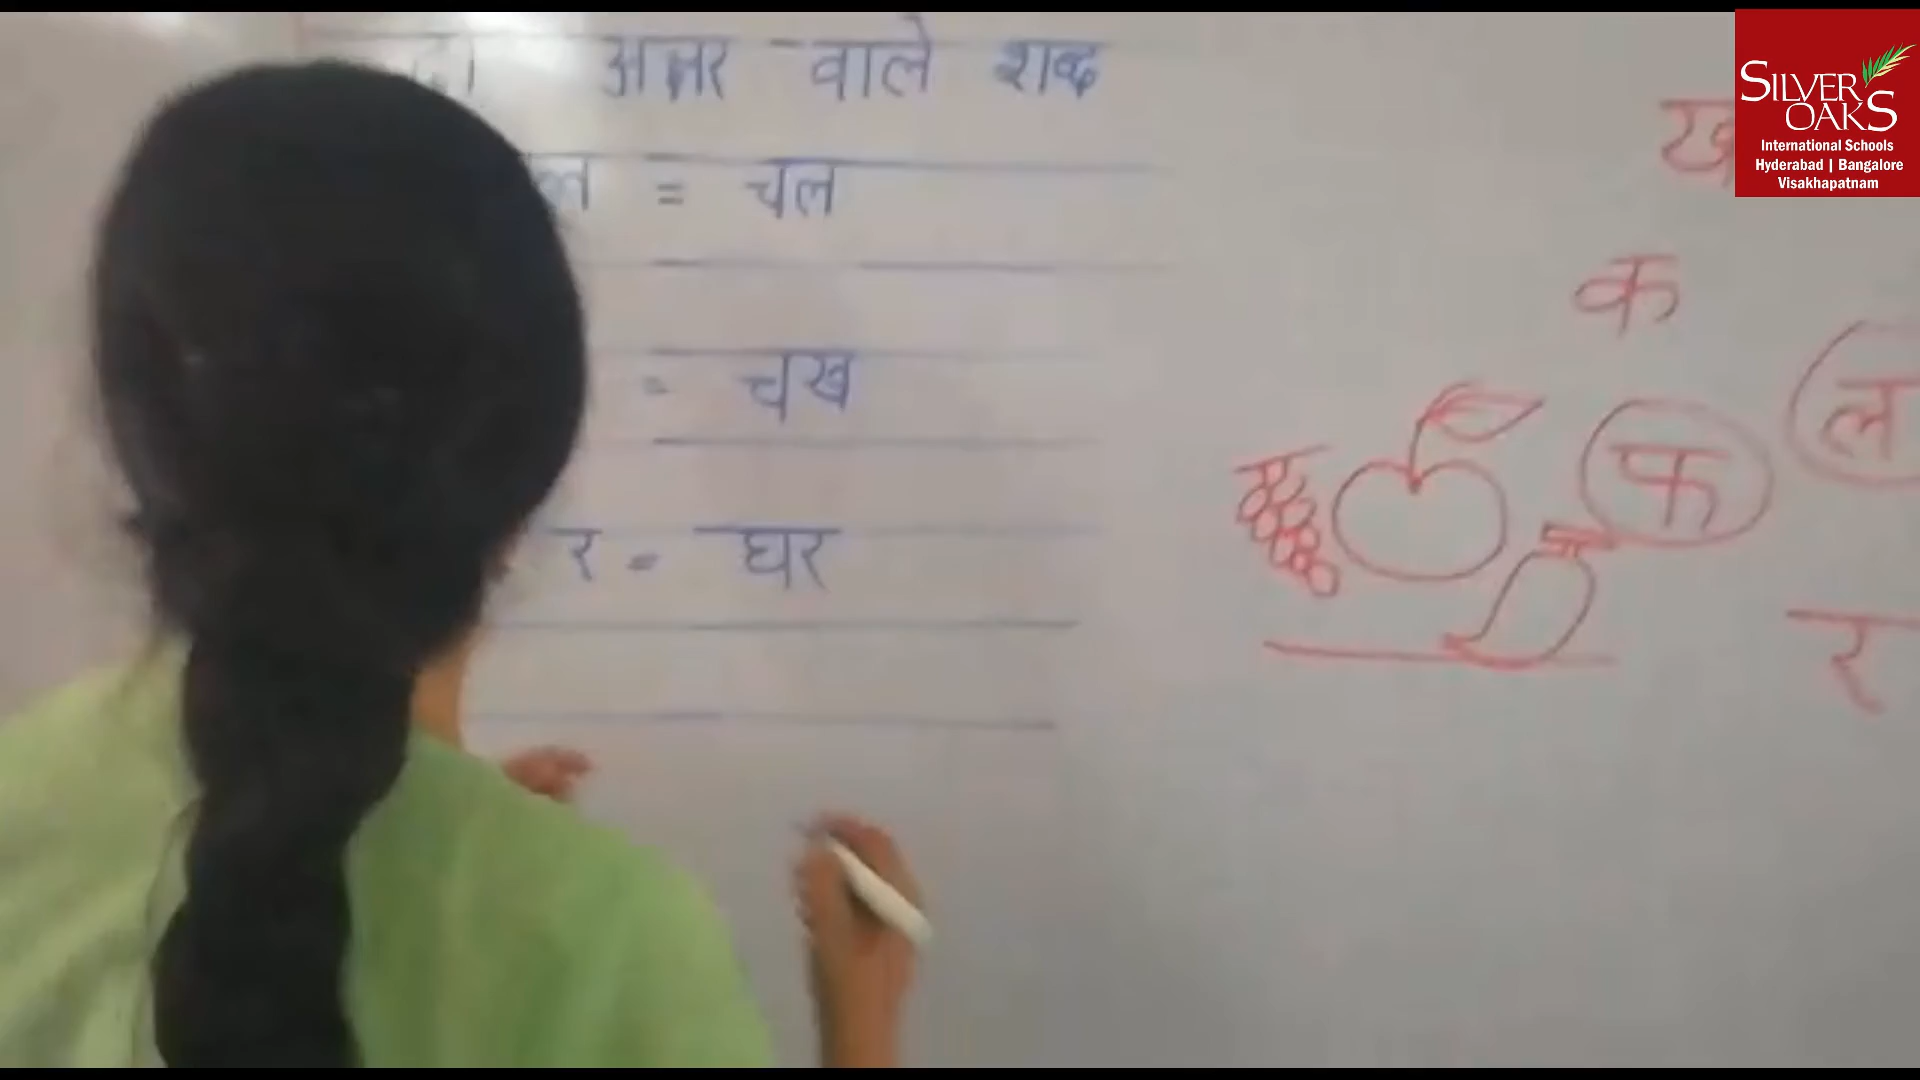 अक्षर वाले शब्द
ल = चल
= चख
र = घर
ख
क
ल
फ
र
SILVER OAKS
International Schools
Hyderabad | Bangalore
Visakhapatnam